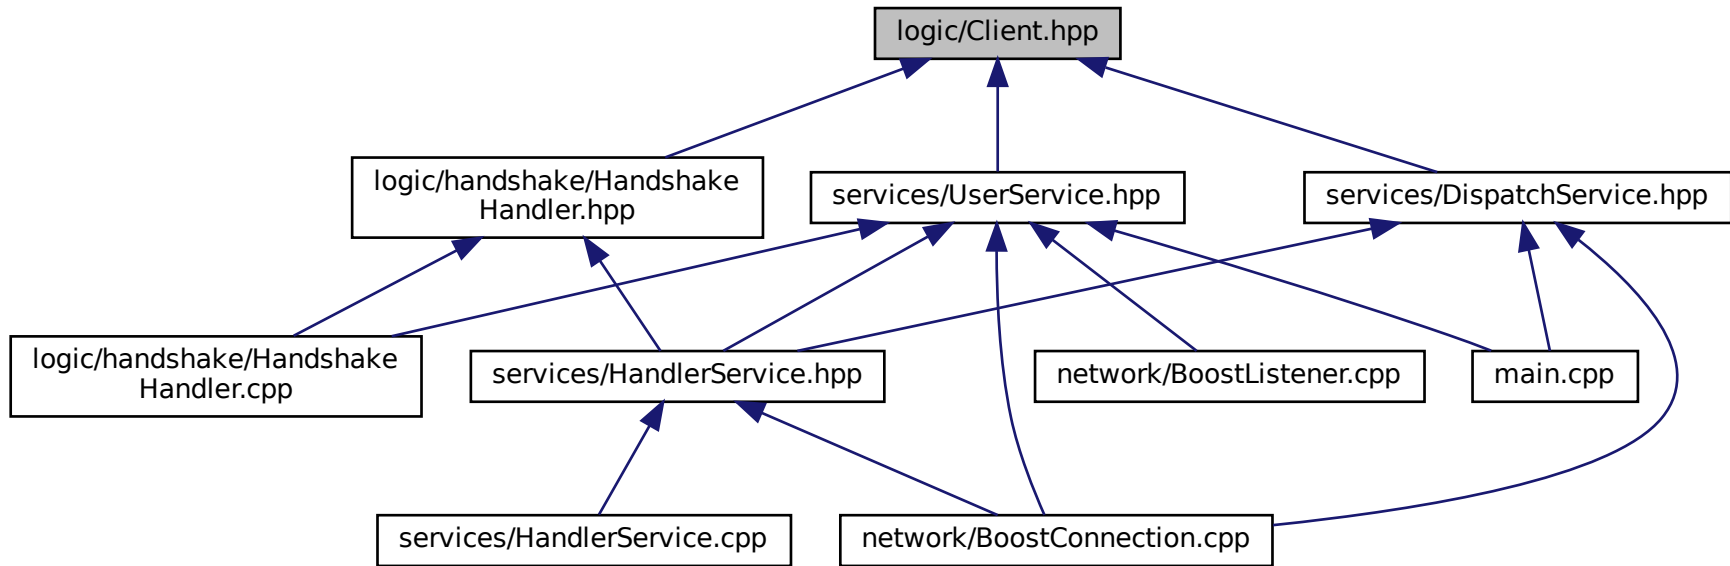 logic/Client.hpp
logic/handshake/Handshake
Handler.hpp
services/UserService.hpp
services/DispatchService.hpp
logic/handshake/Handshake
Handler.cpp
services/HandlerService.hpp
network/BoostListener.cpp
main.cpp
services/HandlerService.cpp
network/BoostConnection.cpp